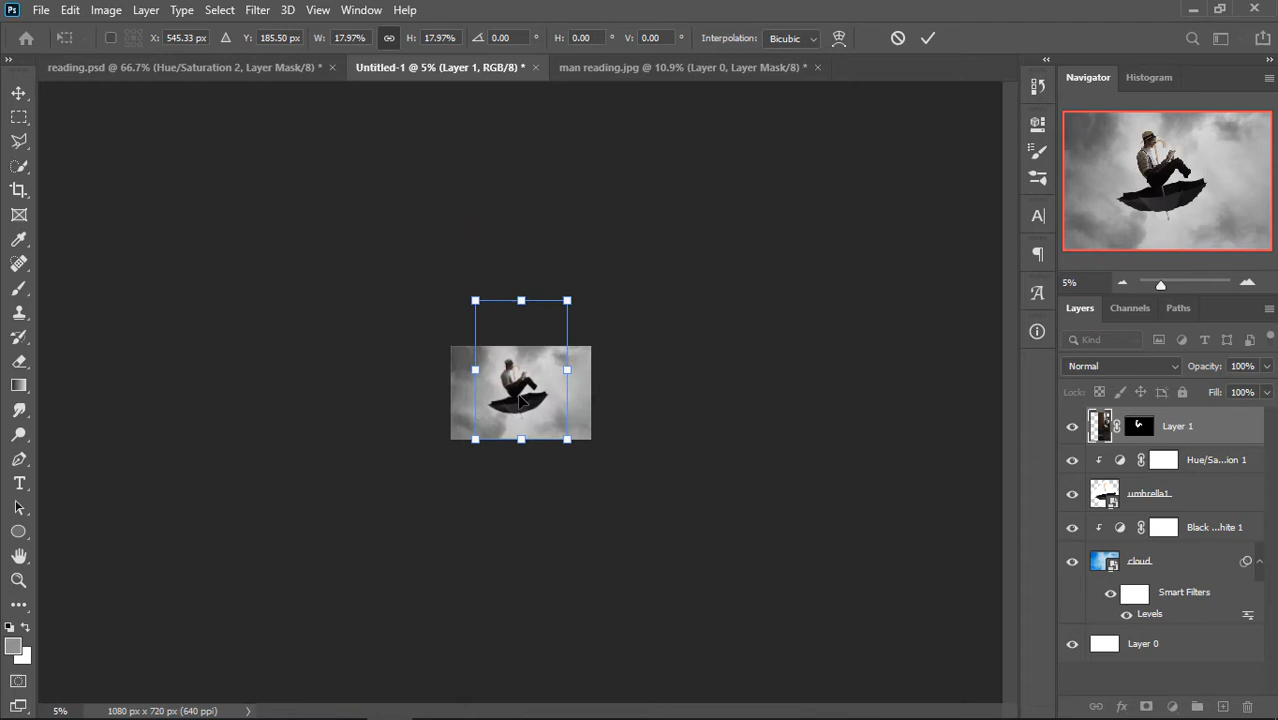 Ps File Edit Image Layer Type Select Filter 3D View Window Help
X: 545.33 px Y: 185.50 px W: 17.97% H: 17.97% 0.00 ° H: 0.00 ° V: 0.00 ° Interpolation: Bicubic
reading.psd @ 66.7% (Hue/Saturation 2, Layer Mask/8) * × Untitled-1 @ 5% (Layer 1, RGB/8) * × man reading.jpg @ 10.9% (Layer 0, Layer Mask/8) * ×
Navigator Histogram
5%
Layers Channels Paths
Kind
Normal Opacity: 100%
Lock: Fill: 100%
Layer 1
Hue/Sa...ion 1
umbrella1
Black ...hite 1
cloud
Smart Filters
Levels
Layer 0
5% 1080 px x 720 px (640 ppi)